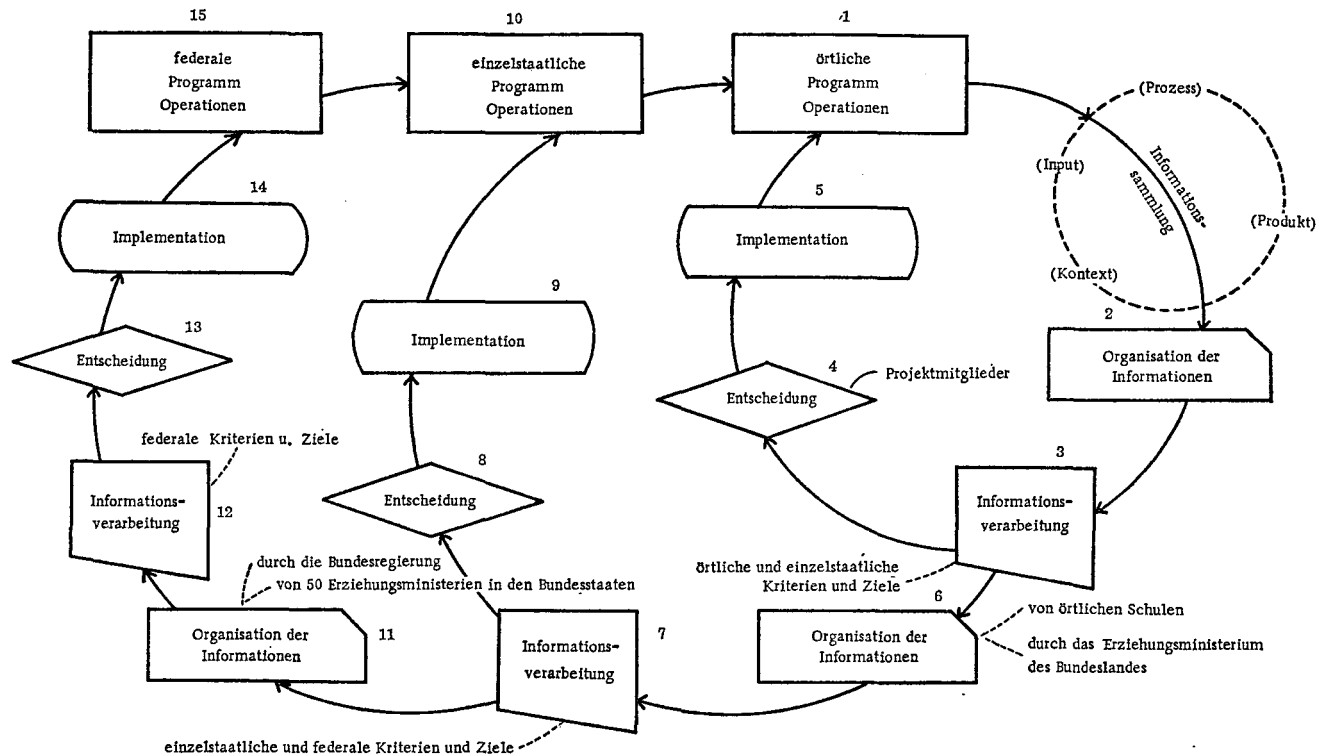 15
federale
Programm
Operationen
10
einzelstaatliche
Programm
Operationen
1
örtliche
Programm
Operationen
(Prozess)
(Input)
Informations-
sammlung
(Produkt)
(Kontext)
14
Implementation
5
Implementation
9
Implementation
13
Entscheidung
2
Organisation der
Informationen
4
Entscheidung
Projektmitglieder
federale Kriterien u. Ziele
12
Informations-
verarbeitung
8
Entscheidung
3
Informations-
verarbeitung
örtliche und einzelstaatliche
Kriterien und Ziele
durch die Bundesregierung
von 50 Erziehungsministerien in den Bundesstaaten
11
Organisation der
Informationen
7
Informations-
verarbeitung
6
Organisation der
Informationen
von örtlichen Schulen
durch das Erziehungsministerium
des Bundeslandes
einzelstaatliche und federale Kriterien und Ziele